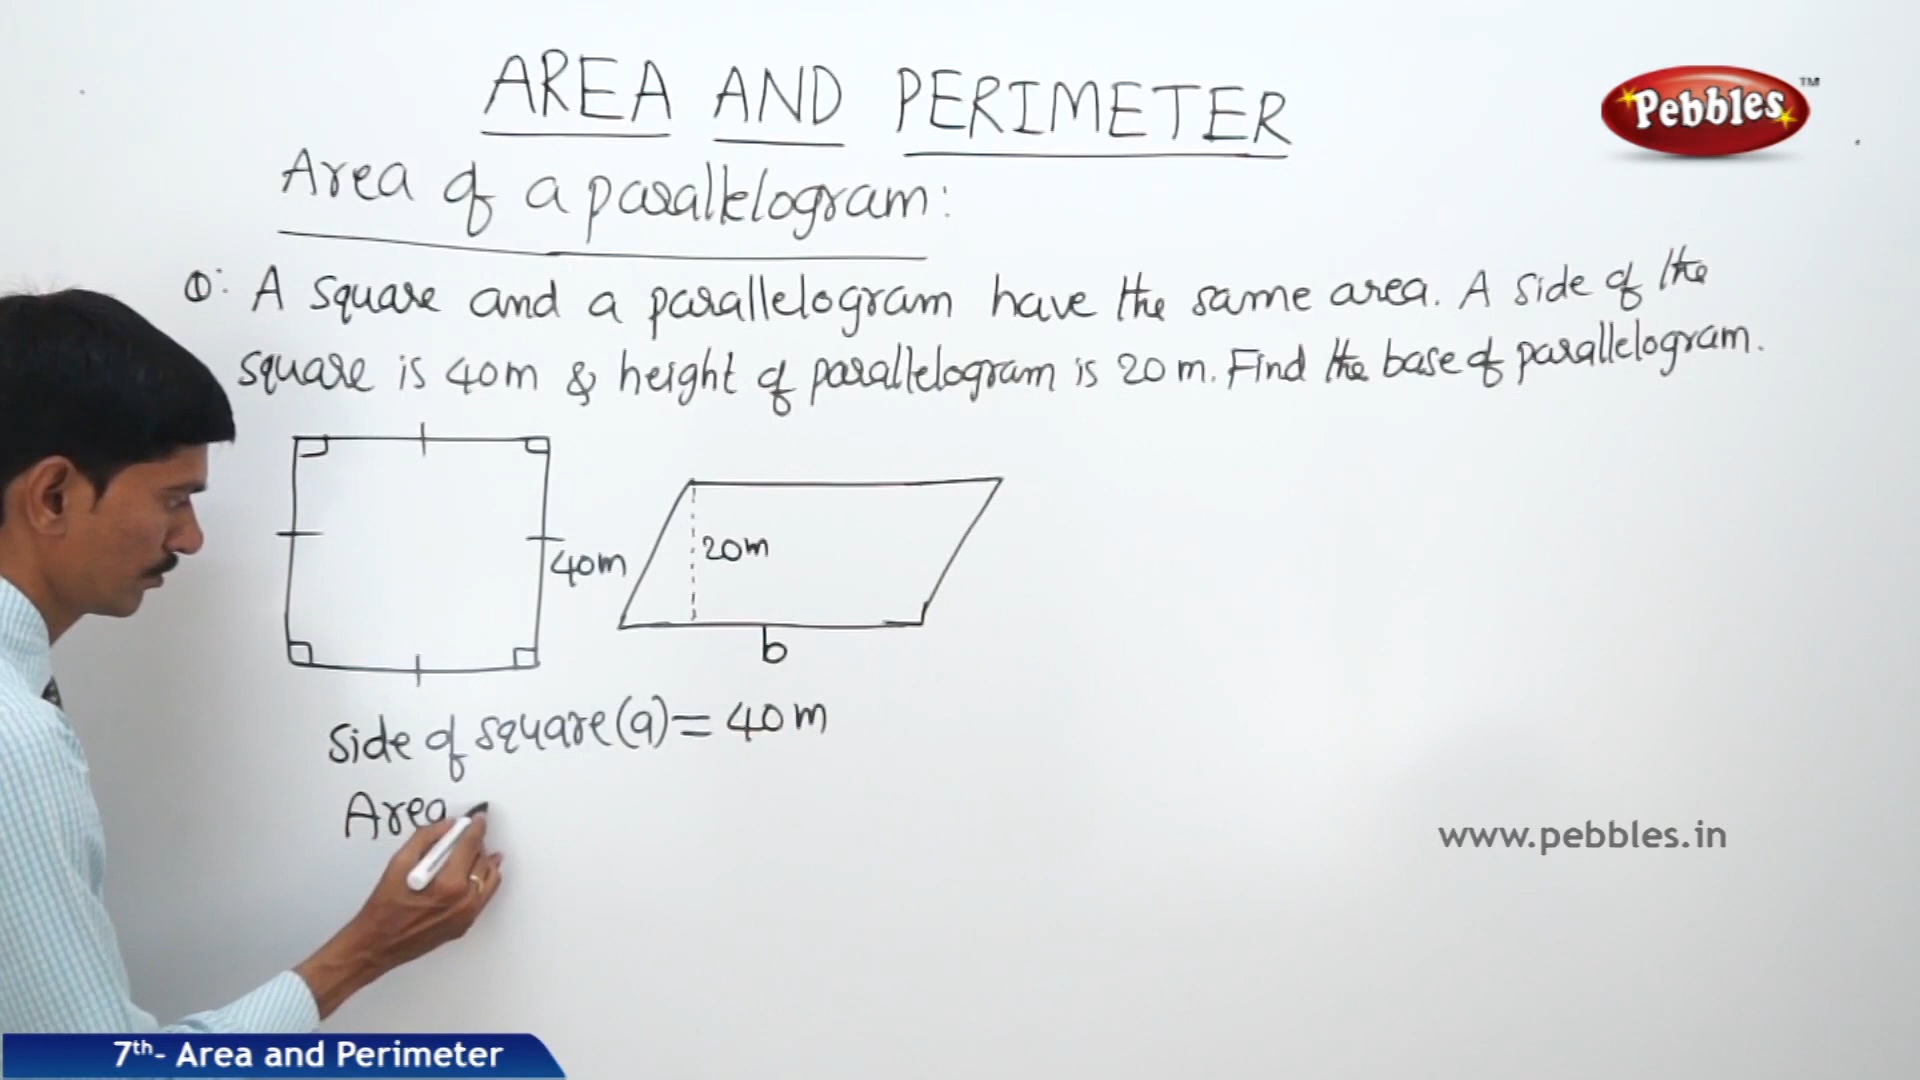 AREA AND PERIMETER
Pebbles™
Area of a parallelogram:
①: A square and a parallelogram have the same area. A side of the
square is 40m & height of parallelogram is 20 m. Find the base of parallelogram.
40m
20m
b
Side of square (a) = 40 m
Area
www.pebbles.in
7th- Area and Perimeter